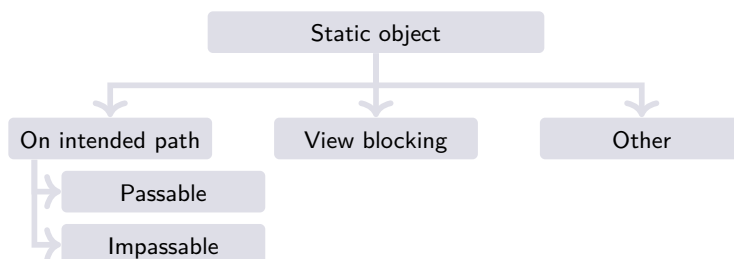 Static object
On intended path
View blocking
Other
Passable
Impassable